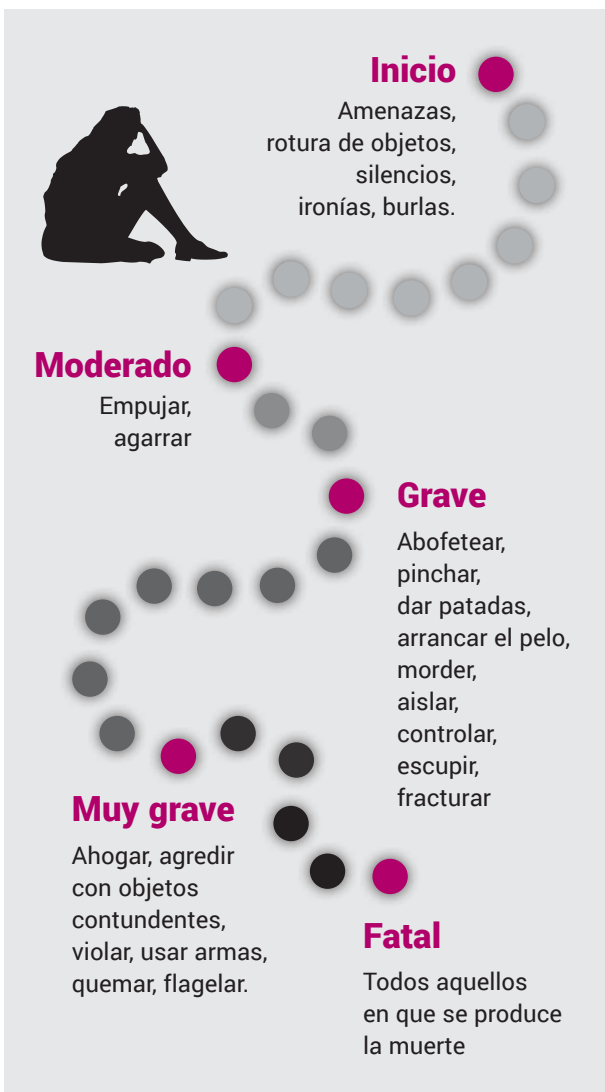 Inicio
Amenazas,
rotura de objetos,
silencios,
ironías, burlas.
Moderado
Empujar,
agarrar
Grave
Abofetear,
pinchar,
dar patadas,
arrancar el pelo,
morder,
aislar,
controlar,
escupir,
fracturar
Muy grave
Ahogar, agredir
con objetos
contundentes,
violar, usar armas,
quemar, flagelar.
Fatal
Todos aquellos
en que se produce
la muerte